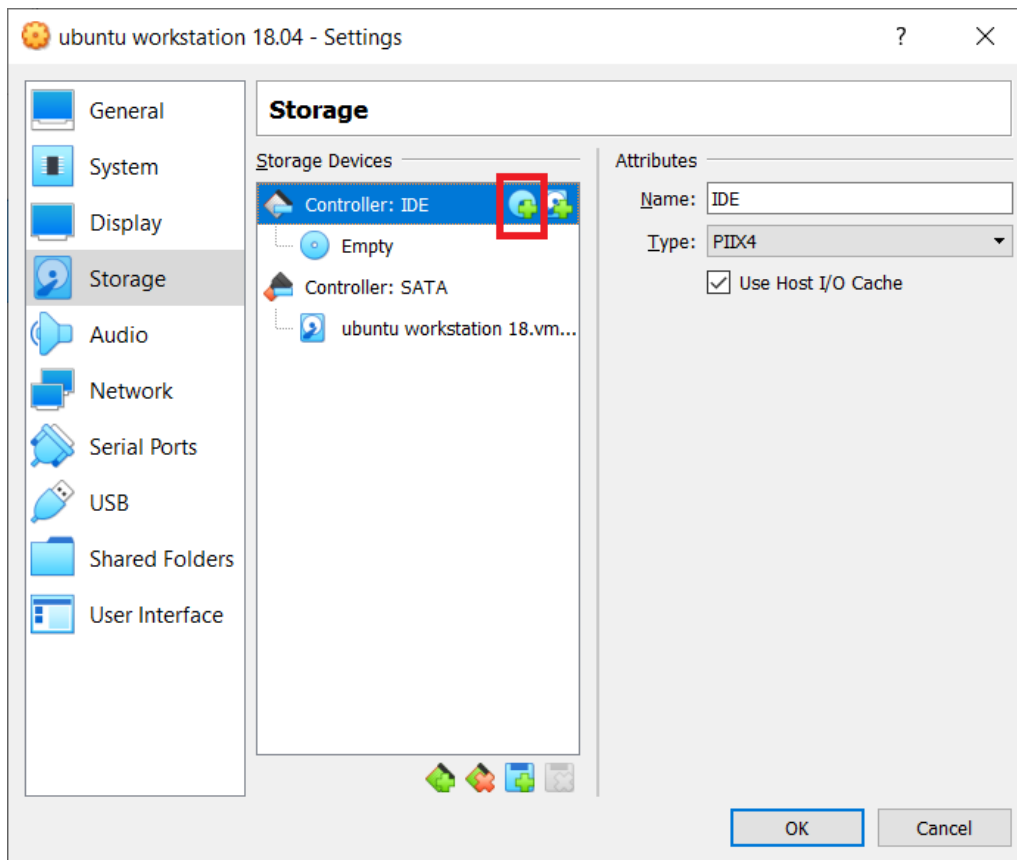 ubuntu workstation 18.04 - Settings
?
General
System
Display
Storage
Audio
Network
Serial Ports
USB
Shared Folders
User Interface
Storage
Storage Devices
Controller: IDE
Empty
Controller: SATA
ubuntu workstation 18.vm...
Attributes
Name: IDE
Type: PIIX4
Use Host I/O Cache
OK
Cancel